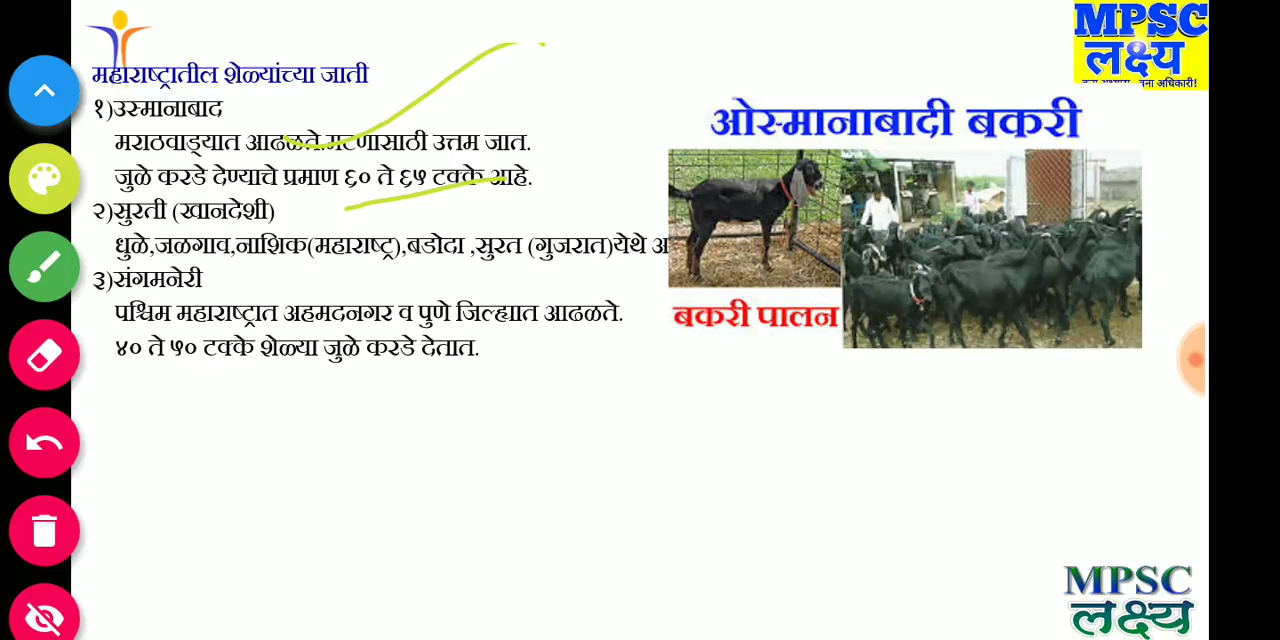 MPSC
लक्ष्य
महाराष्ट्रातील शेळ्यांच्या जाती
१)उस्मानाबाद
मराठवाड्यात आढळते.मटणासाठी उत्तम जात.
जुळे करडे देण्याचे प्रमाण ६० ते ६५ टक्के आहे.
२)सुरती (खानदेशी)
धुळे,जळगाव,नाशिक(महाराष्ट्र),बडोदा ,सुरत (गुजरात)येथे
३)संगमनेरी
पश्चिम महाराष्ट्रात अहमदनगर व पुणे जिल्ह्यात आढळते.
४० ते ५० टक्के शेळ्या जुळे करडे देतात.
ओस्मानाबादी बकरी
बकरी पालन
MPSC
लक्ष्य